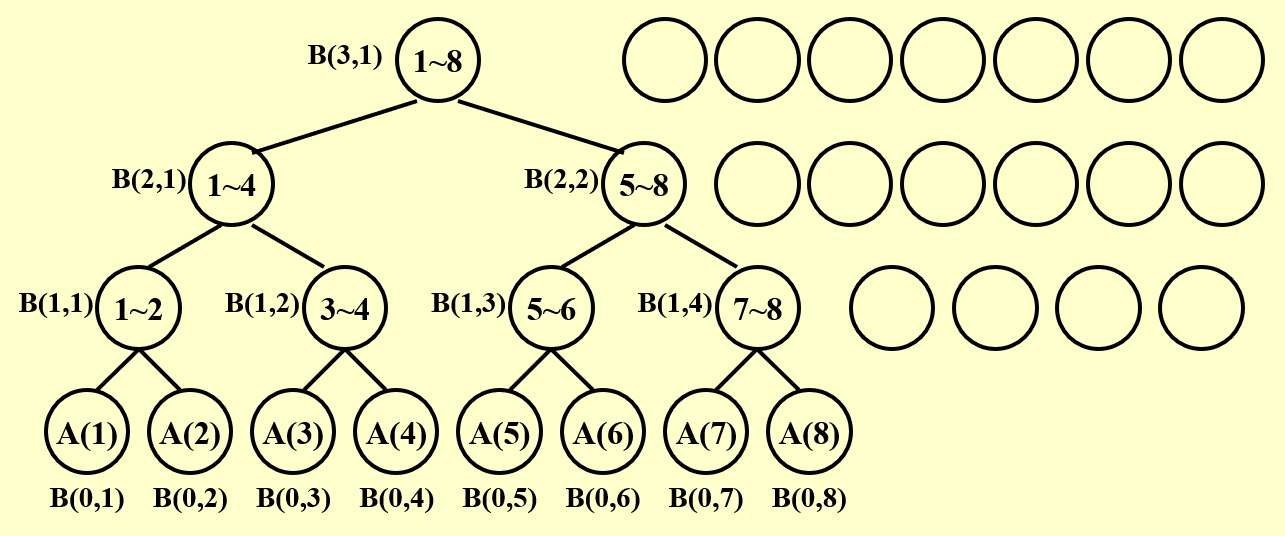 B(3,1) 1~8
B(2,1) 1~4 B(2,2) 5~8
B(1,1) 1~2 B(1,2) 3~4 B(1,3) 5~6 B(1,4) 7~8
A(1) A(2) A(3) A(4) A(5) A(6) A(7) A(8)
B(0,1) B(0,2) B(0,3) B(0,4) B(0,5) B(0,6) B(0,7) B(0,8)